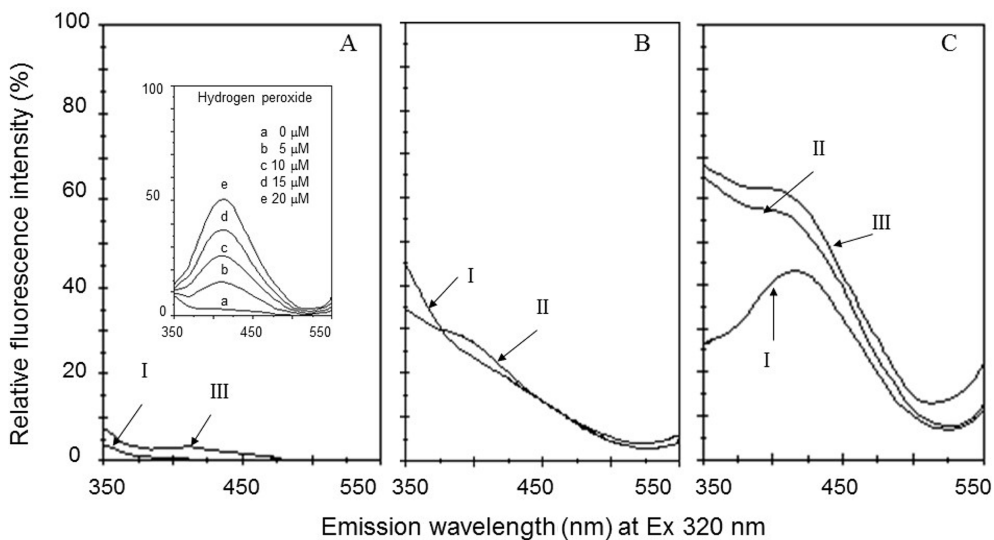 Relative fluorescence intensity (%)
100
80
60
40
20
0
A
100
50
0
Hydrogen peroxide
a 0 µM
b 5 µM
c 10 µM
d 15 µM
e 20 µM
e
d
c
b
a
350 450 550
I
III
350 450 550
B
I
II
350 450 550
C
II
III
I
350 450 550
Emission wavelength (nm) at Ex 320 nm